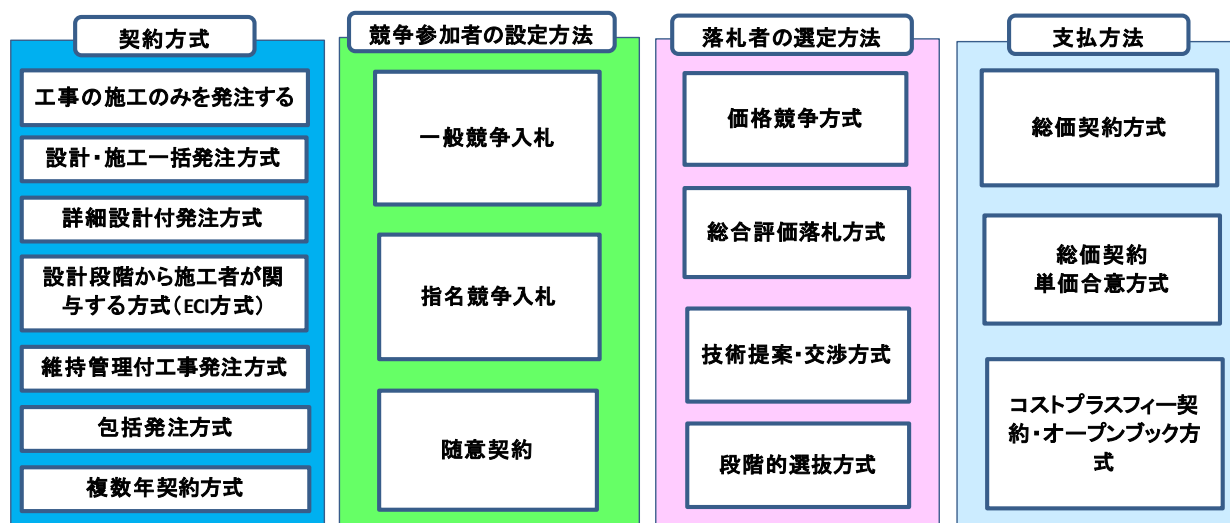 契約方式
工事の施工のみを発注する
設計・施工一括発注方式
詳細設計付発注方式
設計段階から施工者が関
与する方式(ECI方式)
維持管理付工事発注方式
包括発注方式
複数年契約方式
競争参加者の設定方法
一般競争入札
指名競争入札
随意契約
落札者の選定方法
価格競争方式
総合評価落札方式
技術提案・交渉方式
段階的選抜方式
支払方法
総価契約方式
総価契約
単価合意方式
コストプラスフィー契
約・オープンブック方
式